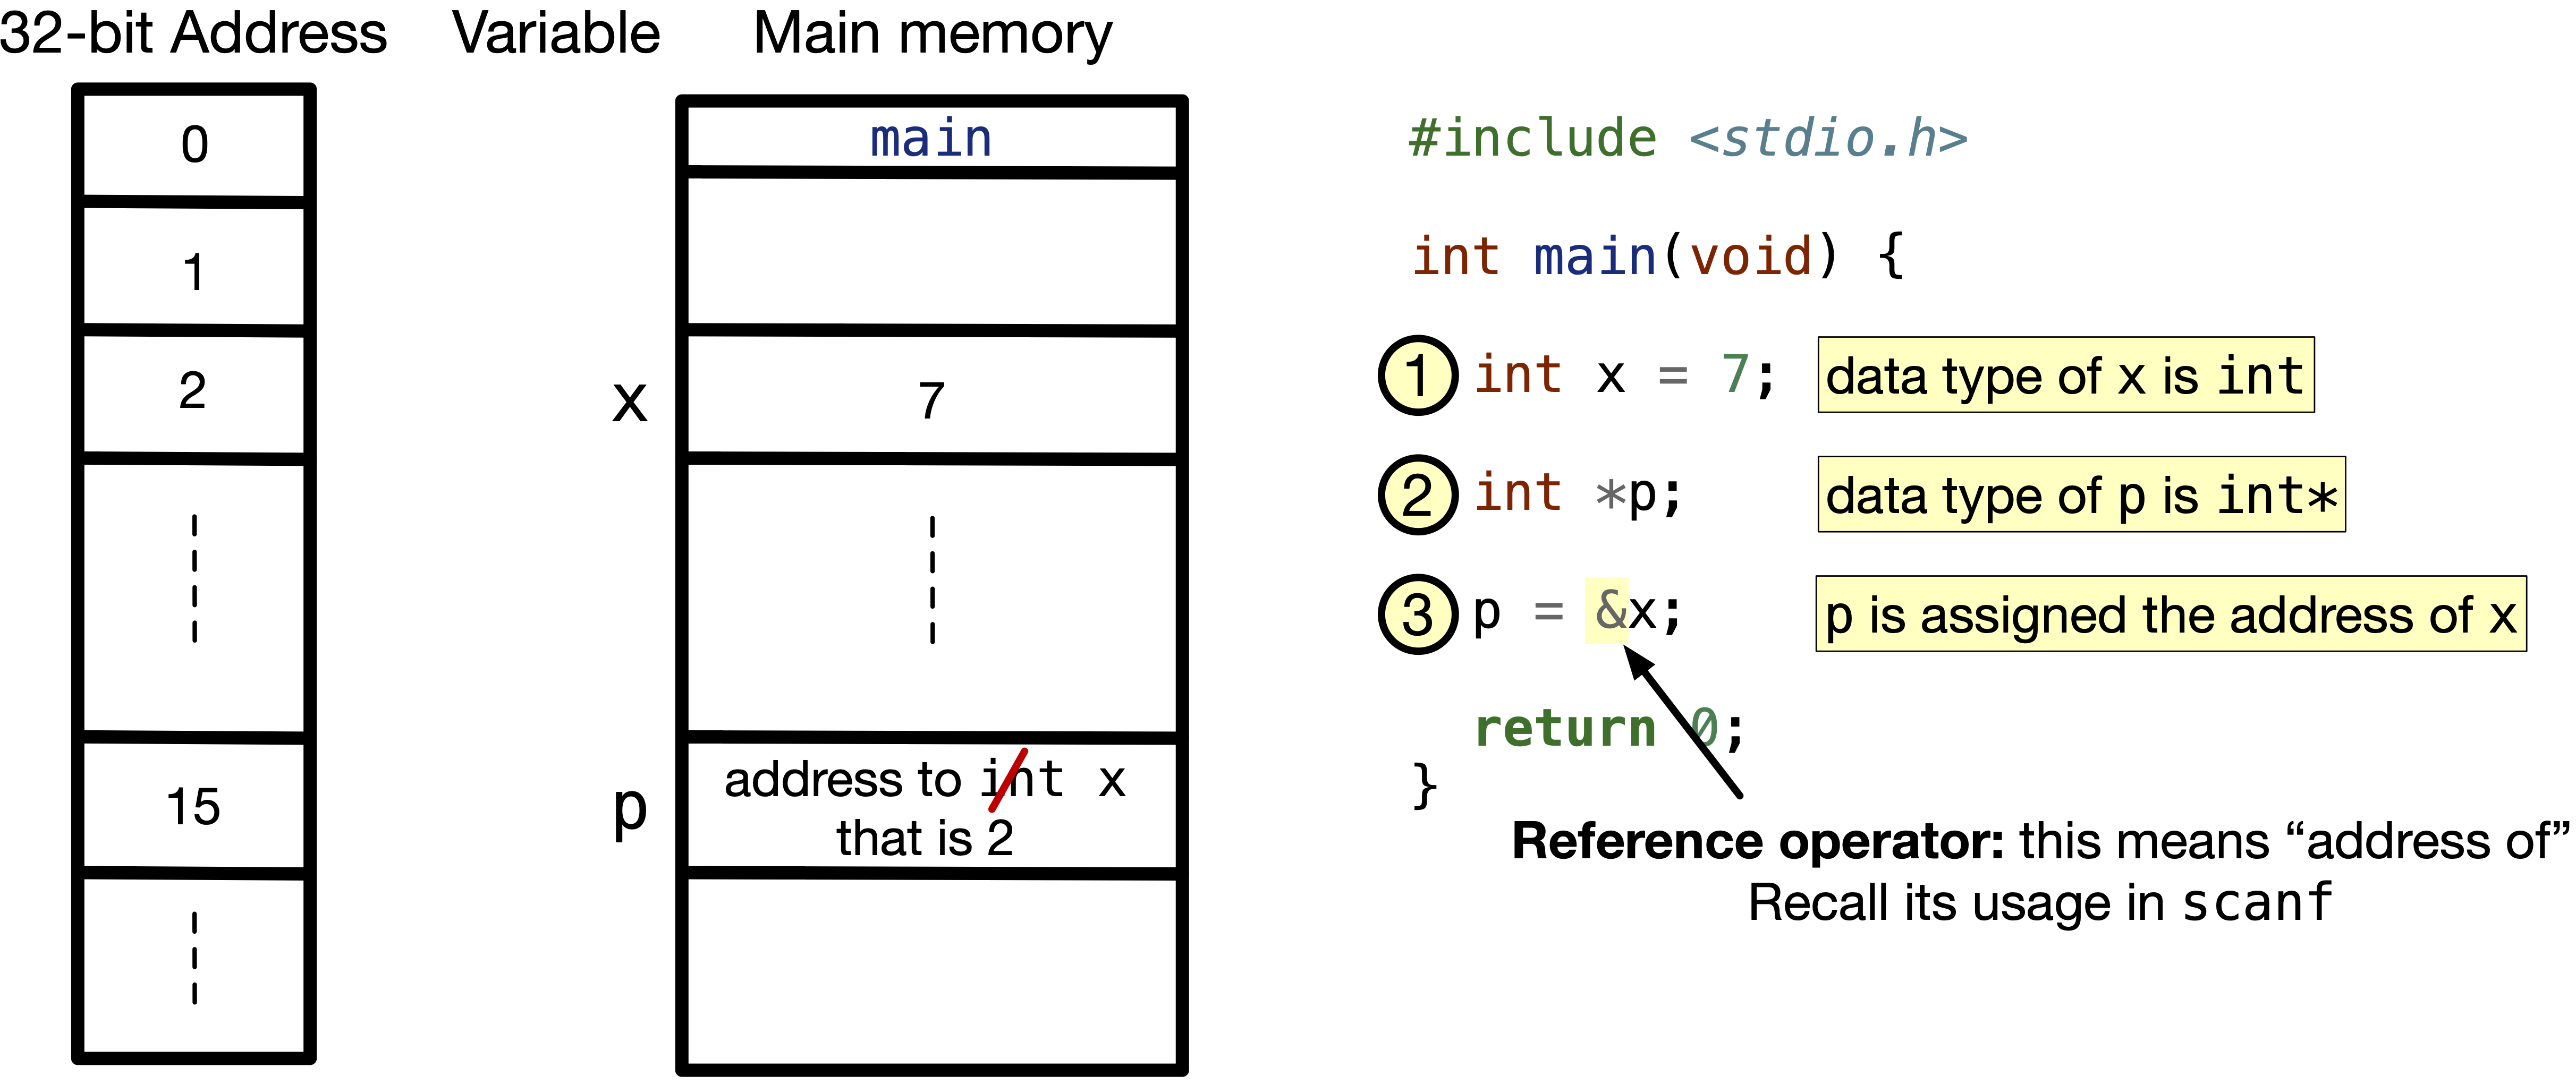 32-bit Address Variable Main memory
0
1
2
15
x
p
main
7
address to int x
that is 2
#include <stdio.h>
int main(void) {
1 int x = 7; data type of x is int
2 int *p; data type of p is int*
3 p = &x; p is assigned the address of x
return 0;
}
Reference operator: this means “address of”
Recall its usage in scanf